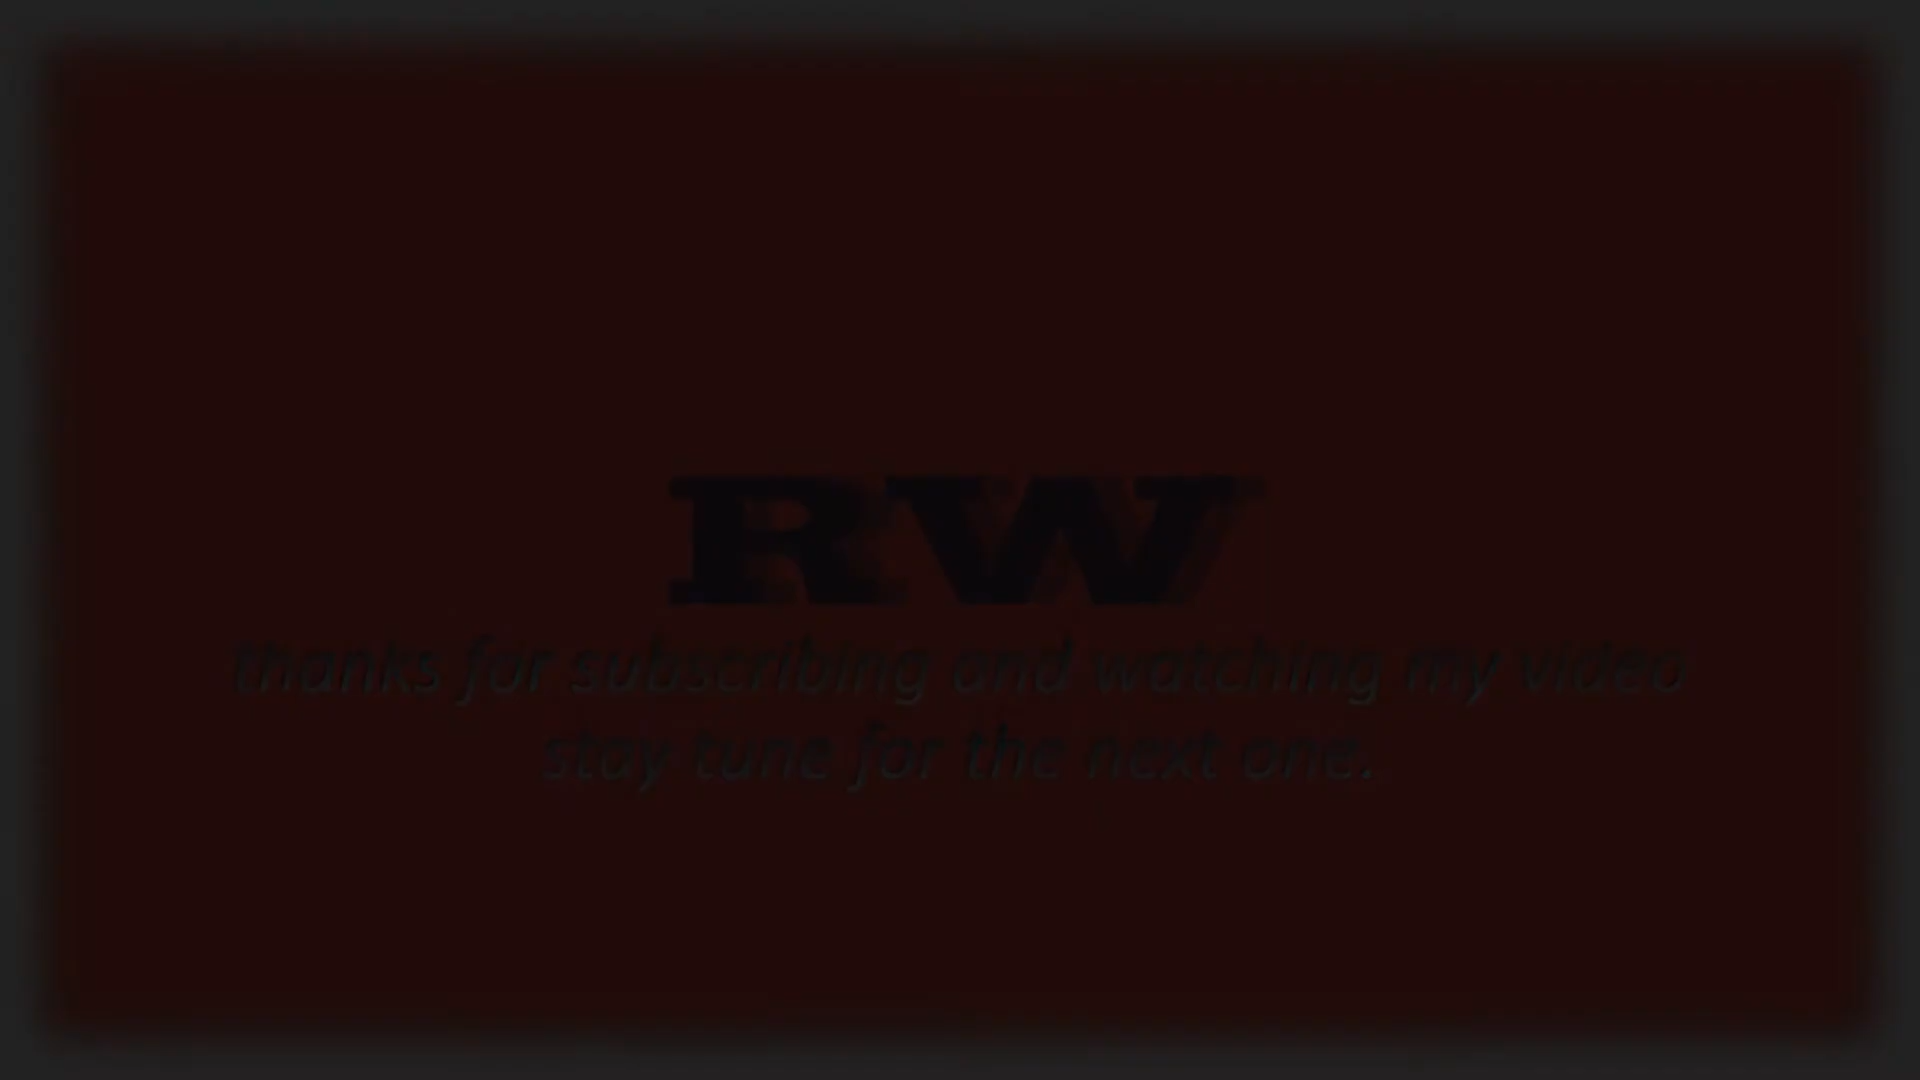 RW
thanks for subscribing and watching my video
stay tune for the next one.